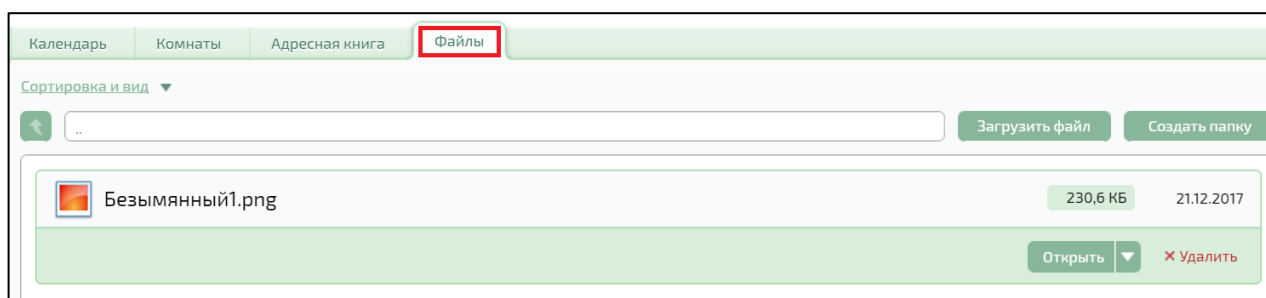 Календарь Комнаты Адресная книга Файлы
Сортировка и вид
..
Загрузить файл Создать папку
Безымянный1.png 230,6 КБ 21.12.2017
Открыть Удалить